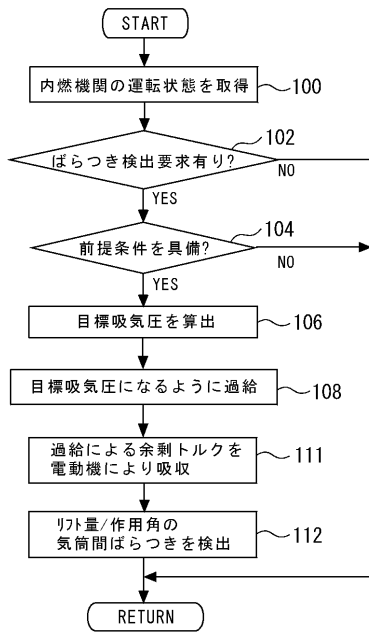 START
内燃機関の運転状態を取得
100
ばらつき検出要求有り?
102
NO
YES
前提条件を具備?
104
NO
YES
目標吸気圧を算出
106
目標吸気圧になるように過給
108
過給による余剰トルクを
電動機により吸収
111
リフト量/作用角の
気筒間ばらつきを検出
112
RETURN